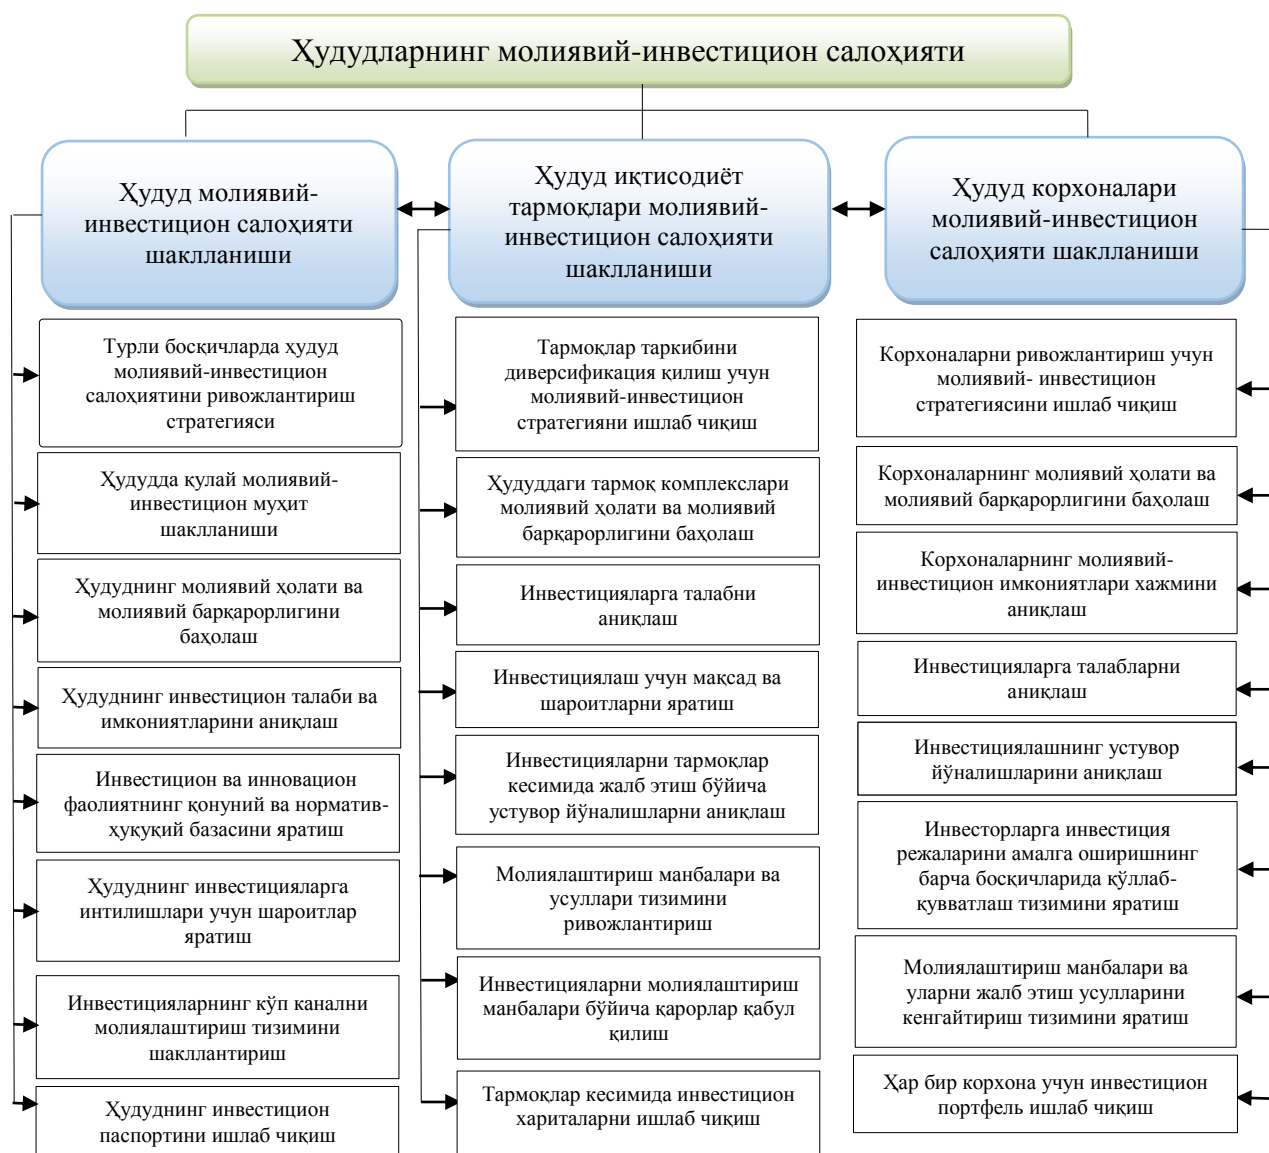 Ҳудудларнинг молиявий-инвестицион салоҳияти
Ҳудуд молиявий-
инвестицион салоҳияти
шаклланиши
Ҳудуд иқтисодиёт
тармоқлари молиявий-
инвестицион салоҳияти
шаклланиши
Ҳудуд корхоналари
молиявий-инвестицион
салоҳияти шаклланиши
Турли босқичларда ҳудуд
молиявий-инвестицион
салоҳиятини ривожлантириш
стратегияси
Ҳудудда қулай молиявий-
инвестицион муҳит
шаклланиши
Ҳудуднинг молиявий ҳолати ва
молиявий барқарорлигини
баҳолаш
Ҳудуднинг инвестицион талаби ва
имкониятларини аниқлаш
Инвестицион ва инновацион
фаолиятнинг қонуний ва норматив-
ҳуқуқий базасини яратиш
Ҳудуднинг инвестицияларга
интилишлари учун шароитлар
яратиш
Инвестицияларнинг кўп канални
молиялаштириш тизимини
шакллантириш
Ҳудуднинг инвестицион
паспортини ишлаб чиқиш
Тармоқлар таркибини
диверсификация қилиш учун
молиявий-инвестицион
стратегияни ишлаб чиқиш
Ҳудуддаги тармоқ комплекслари
молиявий ҳолати ва молиявий
барқарорлигини баҳолаш
Инвестицияларга талабни
аниқлаш
Инвестициялаш учун мақсад ва
шароитларни яратиш
Инвестицияларни тармоқлар
кесимида жалб этиш бўйича
устувор йўналишларни аниқлаш
Молиялаштириш манбалари ва
усуллари тизимини
ривожлантириш
Инвестицияларни молиялаштириш
манбалари бўйича қарорлар қабул
қилиш
Тармоқлар кесимида инвестицион
хариталарни ишлаб чиқиш
Корхоналарни ривожлантириш учун
молиявий- инвестицион
стратегиясини ишлаб чиқиш
Корхоналарнинг молиявий ҳолати ва
молиявий барқарорлигини баҳолаш
Корхоналарнинг молиявий-
инвестицион имкониятлари хажмини
аниқлаш
Инвестицияларга талабларни
аниқлаш
Инвестициялашнинг устувор
йўналишларини аниқлаш
Инвесторларга инвестиция
режаларини амалга оширишнинг
барча босқичларида қўллаб-
қувватлаш тизимини яратиш
Молиялаштириш манбалари ва
уларни жалб этиш усулларини
кенгайтириш тизимини яратиш
Ҳар бир корхона учун инвестицион
портфель ишлаб чиқиш